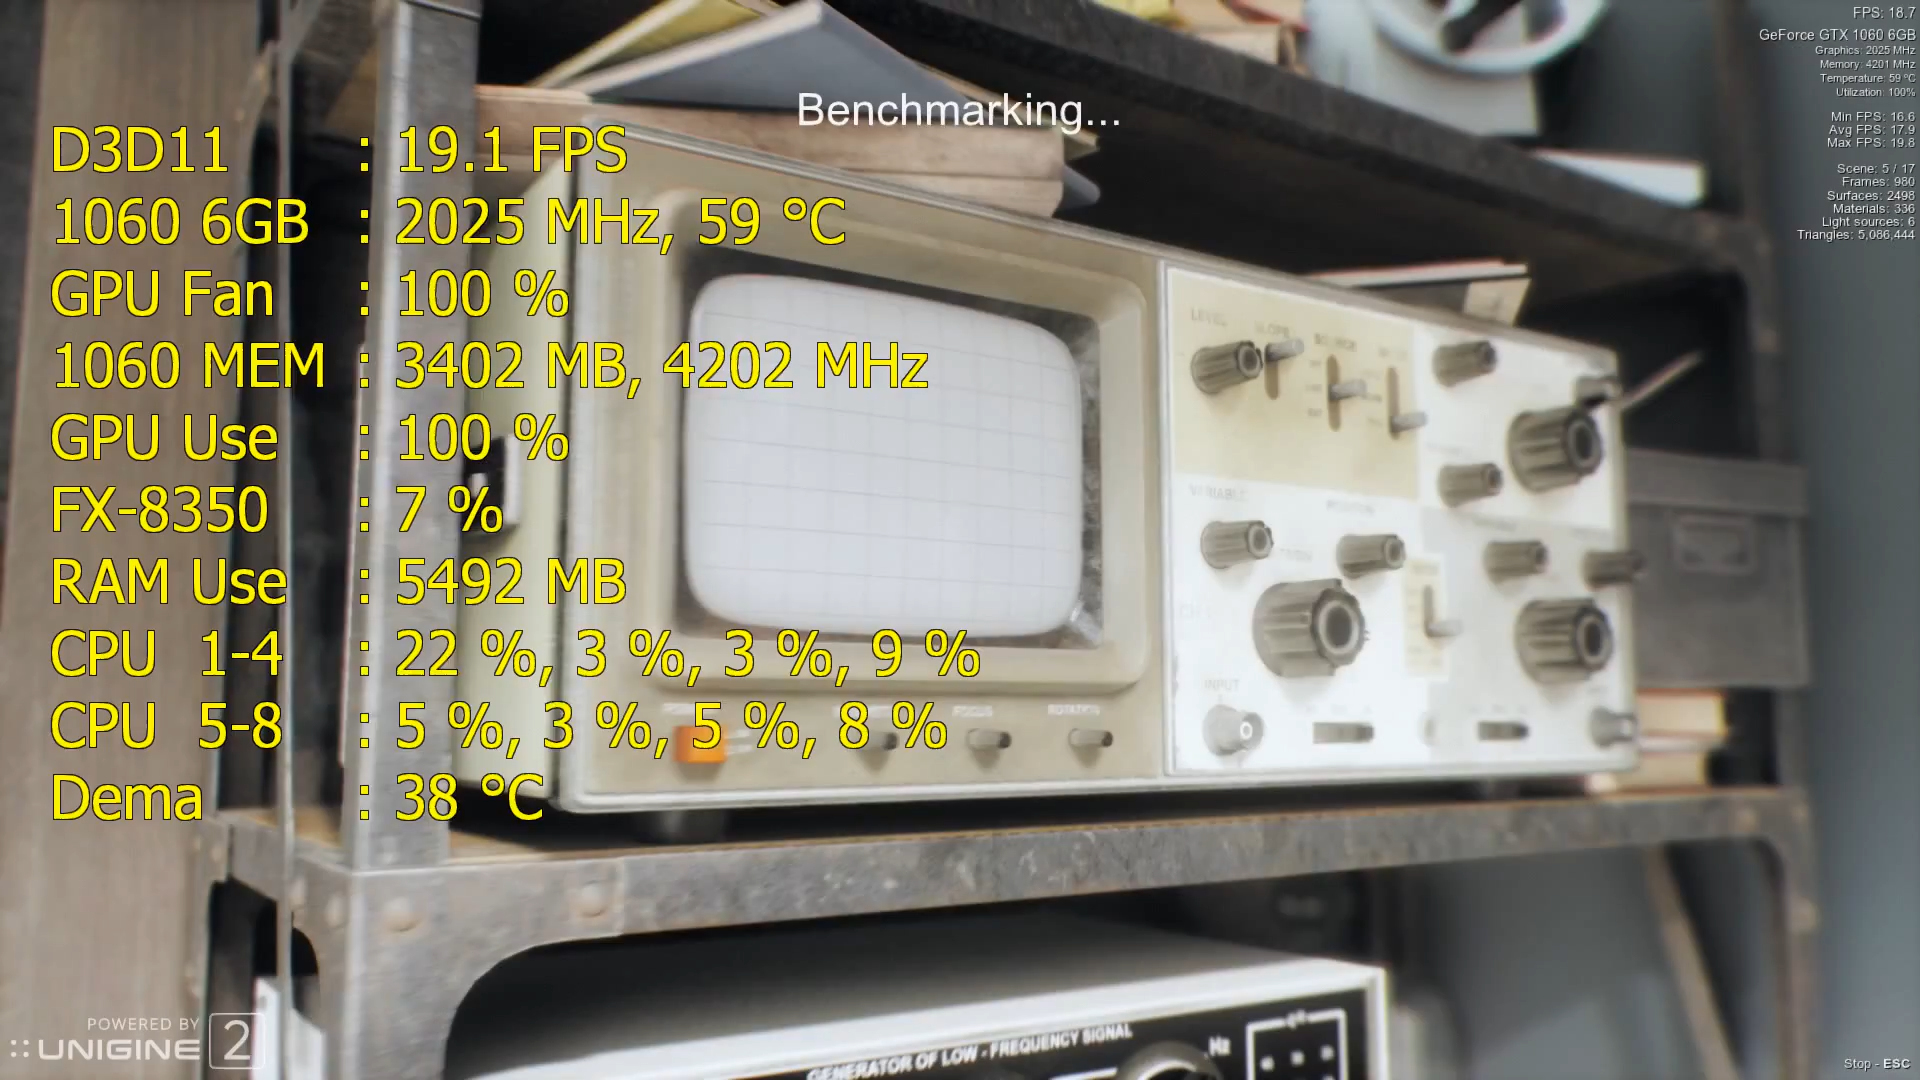 FPS: 18.7
GeForce GTX 1060 6GB
Graphics: 2025 MHz
Memory: 4201 MHz
Temperature: 59 °C
Utilization: 100%
Min FPS: 16.6
Avg FPS: 17.9
Max FPS: 19.8
Scene: 5 / 17
Frames: 980
Surfaces: 2498
Materials: 336
Light sources: 6
Triangles: 5,086,444
Benchmarking...
D3D11 : 19.1 FPS
1060 6GB : 2025 MHz, 59 °C
GPU Fan : 100 %
1060 MEM : 3402 MB, 4202 MHz
GPU Use : 100 %
FX-8350 : 7 %
RAM Use : 5492 MB
CPU 1-4 : 22 %, 3 %, 3 %, 9 %
CPU 5-8 : 5 %, 3 %, 5 %, 8 %
Dema : 38 °C
LEVEL
SLOPE
VARIABLE
POSITION
INPUT
FOCUS
ROTATION
GENERATOR OF LOW - FREQUENCY SIGNAL
Hz
POWERED BY
UNIGINE 2
Stop - ESC